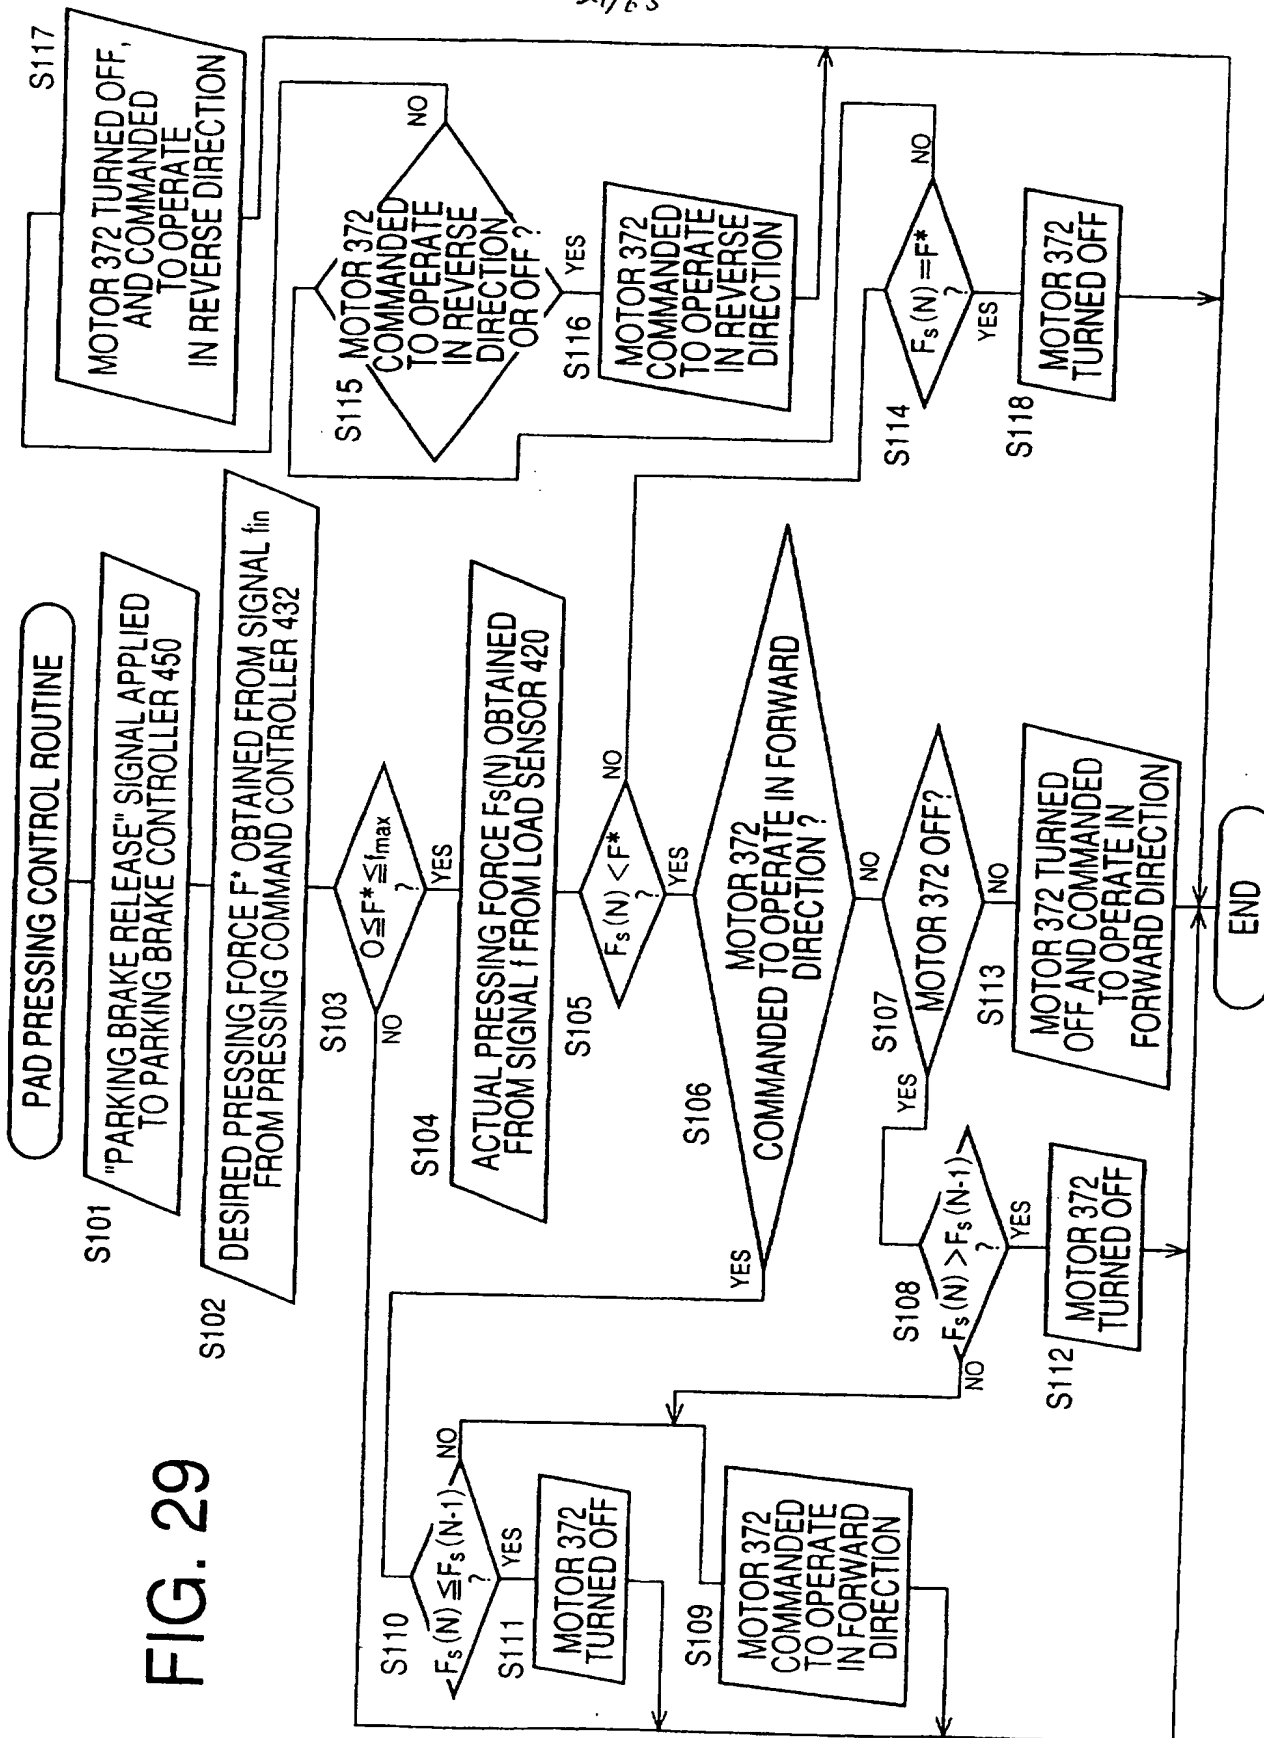 FIG. 29
PAD PRESSING CONTROL ROUTINE
S101
"PARKING BRAKE RELEASE" SIGNAL APPLIED
TO PARKING BRAKE CONTROLLER 450
S102
DESIRED PRESSING FORCE F* OBTAINED FROM SIGNAL fin
FROM PRESSING COMMAND CONTROLLER 432
S103
O≦F*≦fmax
?
NO
YES
S104
ACTUAL PRESSING FORCE Fs(N) OBTAINED
FROM SIGNAL f FROM LOAD SENSOR 420
S105
Fs(N)<F*
?
NO
YES
S106
MOTOR 372
COMMANDED TO OPERATE IN FORWARD
DIRECTION ?
YES
NO
S107
MOTOR 372 OFF?
YES
NO
S108
Fs(N)>Fs(N-1)
?
NO
YES
S110
Fs(N)≦Fs(N-1)
?
NO
YES
S111
MOTOR 372
TURNED OFF
S109
MOTOR 372
COMMANDED
TO OPERATE
IN FORWARD
DIRECTION
S112
MOTOR 372
TURNED OFF
S113
MOTOR 372 TURNED
OFF AND COMMANDED
TO OPERATE IN
FORWARD DIRECTION
S114
Fs(N)=F*
?
NO
YES
S118
MOTOR 372
TURNED OFF
S115
MOTOR 372
COMMANDED
TO OPERATE
IN REVERSE
DIRECTION
OR OFF ?
NO
YES
S116
MOTOR 372
COMMANDED
TO OPERATE
IN REVERSE
DIRECTION
S117
MOTOR 372 TURNED OFF,
AND COMMANDED
TO OPERATE
IN REVERSE DIRECTION
END